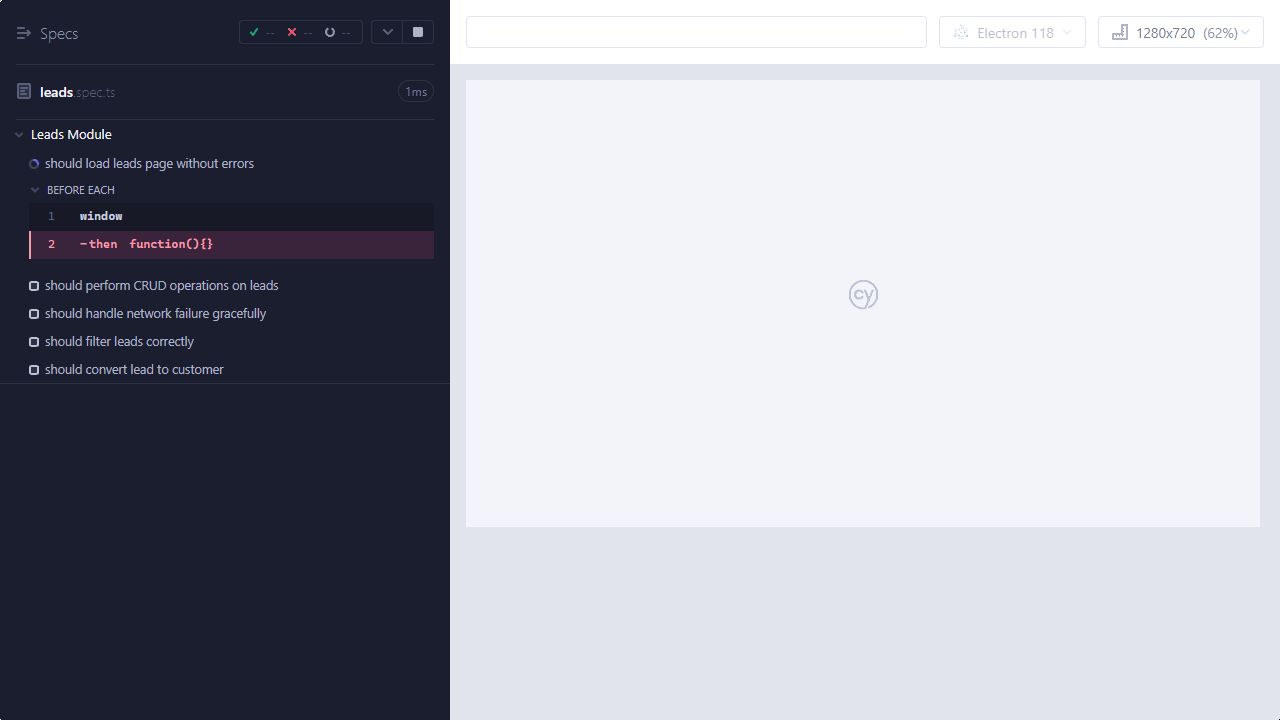 Specs
--
--
--
Electron 118
1280x720 (62%)
leads.spec.ts
1ms
Leads Module
should load leads page without errors
BEFORE EACH
1 window
2 -then function(){}
should perform CRUD operations on leads
should handle network failure gracefully
should filter leads correctly
should convert lead to customer
cy